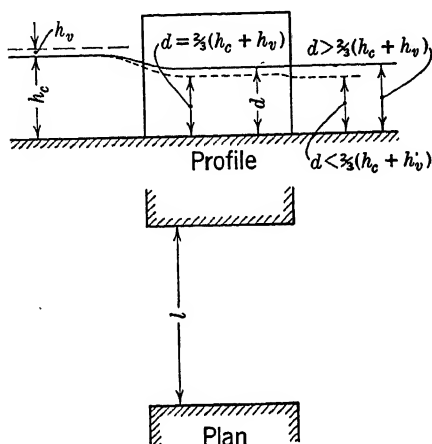 h_v
d=⅔(h_c+h_v)
d>⅔(h_c+h_v)
h_c
d
Profile
d<⅔(h_c+h_v)
l
Plan